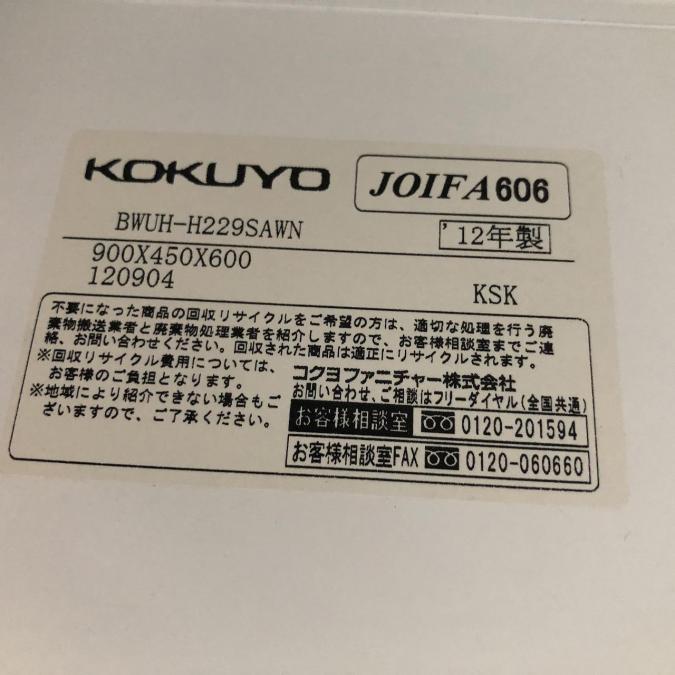 KOKUYO
JOIFA606
BWUH-H229SAWN
'12年製
900X450X600
120904
KSK
不要になった商品の回収リサイクルをご希望の方は、適切な処理を行う廃
棄物搬送業者と廃棄物処理業者を紹介しますので、お客様相談室までご連
絡、お問い合わせください。回収された商品は適正にリサイクルされます。
※回収リサイクル費用については、
お客様のご負担となります。
※地域により紹介できない場合もご
ざいますので、ご了承ください。
コクヨファニチャー株式会社
お問い合わせ、ご相談はフリーダイヤル(全国共通)
お客様相談室 0120-201594
お客様相談室FAX 0120-060660